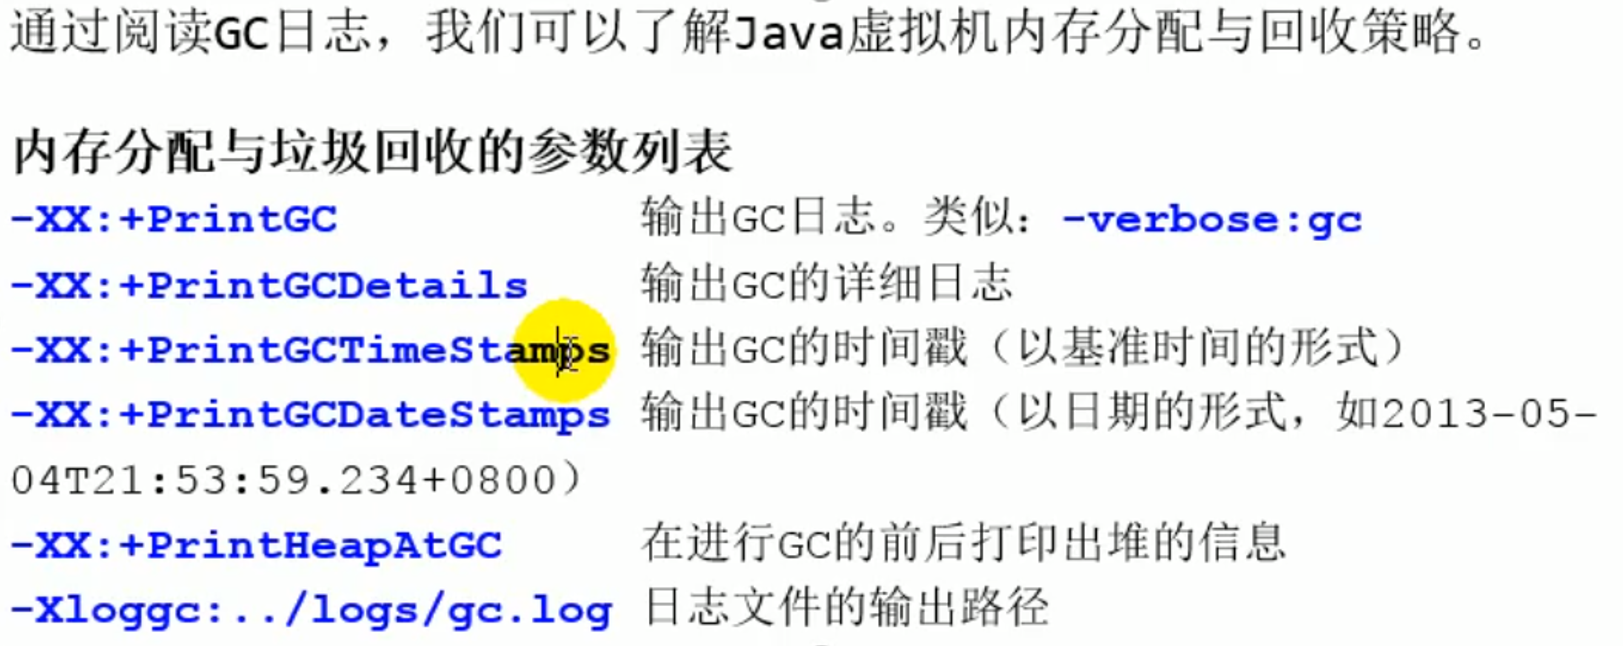 通过阅读GC日志，我们可以了解Java虚拟机内存分配与回收策略。
内存分配与垃圾回收的参数列表
-XX:+PrintGC 输出GC日志。类似：-verbose:gc
-XX:+PrintGCDetails 输出GC的详细日志
-XX:+PrintGCTimeStamps 输出GC的时间戳（以基准时间的形式）
-XX:+PrintGCDateStamps 输出GC的时间戳（以日期的形式，如2013-05-
04T21:53:59.234+0800）
-XX:+PrintHeapAtGC 在进行GC的前后打印出堆的信息
-Xloggc:../logs/gc.log 日志文件的输出路径